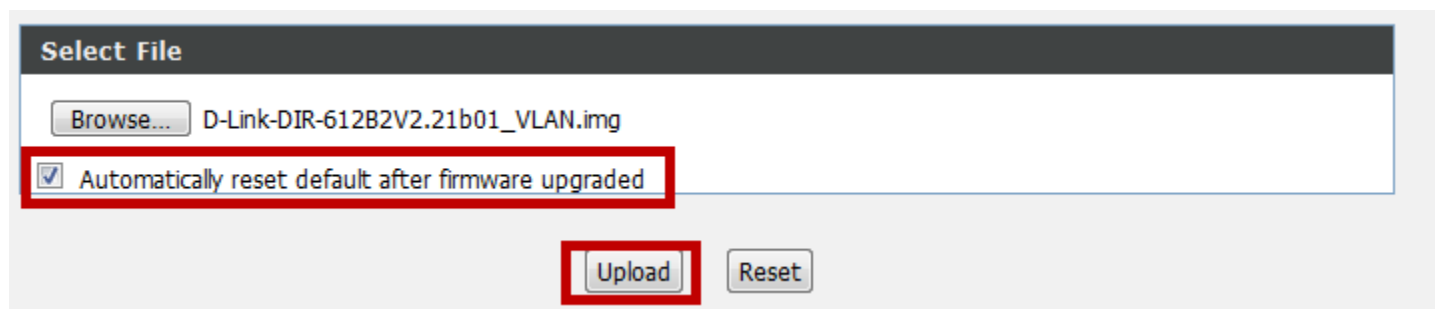 Select File
Browse... D-Link-DIR-612B2V2.21b01_VLAN.img
Automatically reset default after firmware upgraded
Upload Reset